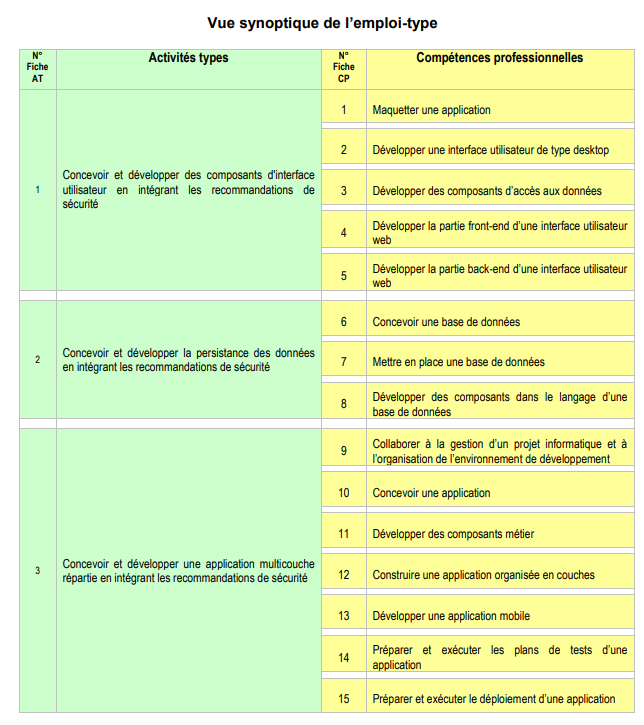 Vue synoptique de l'emploi-type
N°
Fiche
AT
Activités types
N°
Fiche
CP
Compétences professionnelles
1
Concevoir et développer des composants d'interface
utilisateur en intégrant les recommandations de
sécurité
1
Maquetter une application
2
Développer une interface utilisateur de type desktop
3
Développer des composants d'accès aux données
4
Développer la partie front-end d'une interface utilisateur
web
5
Développer la partie back-end d'une interface utilisateur
web
2
Concevoir et développer la persistance des données
en intégrant les recommandations de sécurité
6
Concevoir une base de données
7
Mettre en place une base de données
8
Développer des composants dans le langage d'une
base de données
3
Concevoir et développer une application multicouche
répartie en intégrant les recommandations de sécurité
9
Collaborer à la gestion d'un projet informatique et à
l'organisation de l'environnement de développement
10
Concevoir une application
11
Développer des composants métier
12
Construire une application organisée en couches
13
Développer une application mobile
14
Préparer et exécuter les plans de tests d'une
application
15
Préparer et exécuter le déploiement d'une application